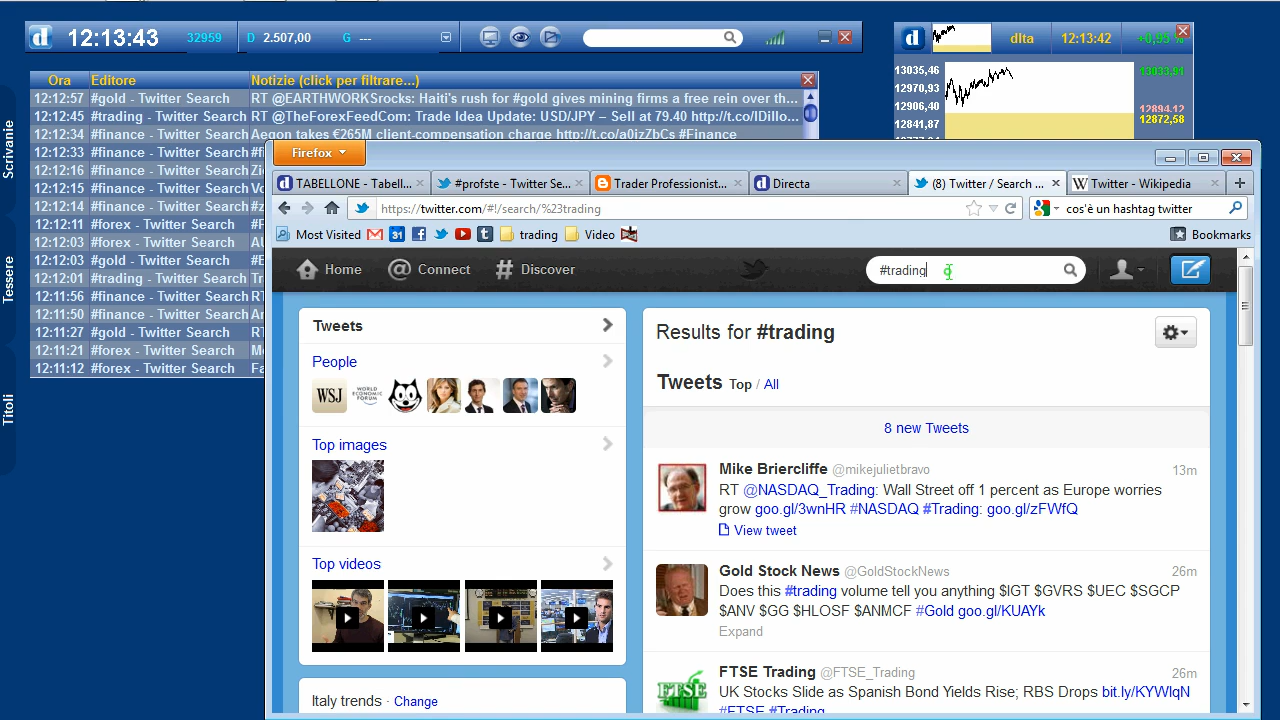 12:13:43 32959 D 2.507,00 G ---
d dlta 12:13:42
Ora Editore Notizie (click per filtrare...)
12:12:57 #gold - Twitter Search RT @EARTHWORKSrocks: Haiti's rush for #gold gives mining firms a free rein over th...
12:12:45 #trading - Twitter Search RT @TheForexFeedCom: Trade Idea Update: USD/JPY – Sell at 79.40 http://t.co/lDillo...
12:12:34 #finance - Twitter Search Aegon takes €265M client-compensation charge http://t.co/a0jzZbCs #Finance
12:12:33 #finance - Twitter Search
12:12:16 #finance - Twitter Search
12:12:15 #finance - Twitter Search
12:12:14 #finance - Twitter Search
12:12:11 #forex - Twitter Search
12:12:03 #finance - Twitter Search
12:12:03 #gold - Twitter Search
12:12:01 #trading - Twitter Search
12:11:56 #finance - Twitter Search RT
12:11:50 #finance - Twitter Search
12:11:27 #gold - Twitter Search RT
12:11:21 #forex - Twitter Search
12:11:12 #forex - Twitter Search
13035,46
12970,93
12906,40
12841,87
13033,91
12894.12
12872,58
Scrivanie
Tessere
Titoli
Firefox
TABELLONE - Tabell... #profste - Twitter Se... Trader Professionist... Directa (8) Twitter / Search ... Twitter - Wikipedia
https://twitter.com/#!/search/%23trading cos'è un hashtag twitter
Most Visited trading Video Bookmarks
Home Connect Discover #trading
Tweets
People
WSJ WORLD ECONOMIC FORUM
Top images
Top videos
Italy trends · Change
Results for #trading
Tweets Top / All
8 new Tweets
Mike Briercliffe @mikejulietbravo 13m
RT @NASDAQ_Trading: Wall Street off 1 percent as Europe worries
grow goo.gl/3wnHR #NASDAQ #Trading: goo.gl/zFWfQ
View tweet
Gold Stock News @GoldStockNews 26m
Does this #trading volume tell you anything $IGT $GVRS $UEC $SGCP
$ANV $GG $HLOSF $ANMCF #Gold goo.gl/KUAYk
Expand
FTSE Trading @FTSE_Trading 26m
FTSE
UK Stocks Slide as Spanish Bond Yields Rise; RBS Drops bit.ly/KYWlqN
#FTSE #Trading